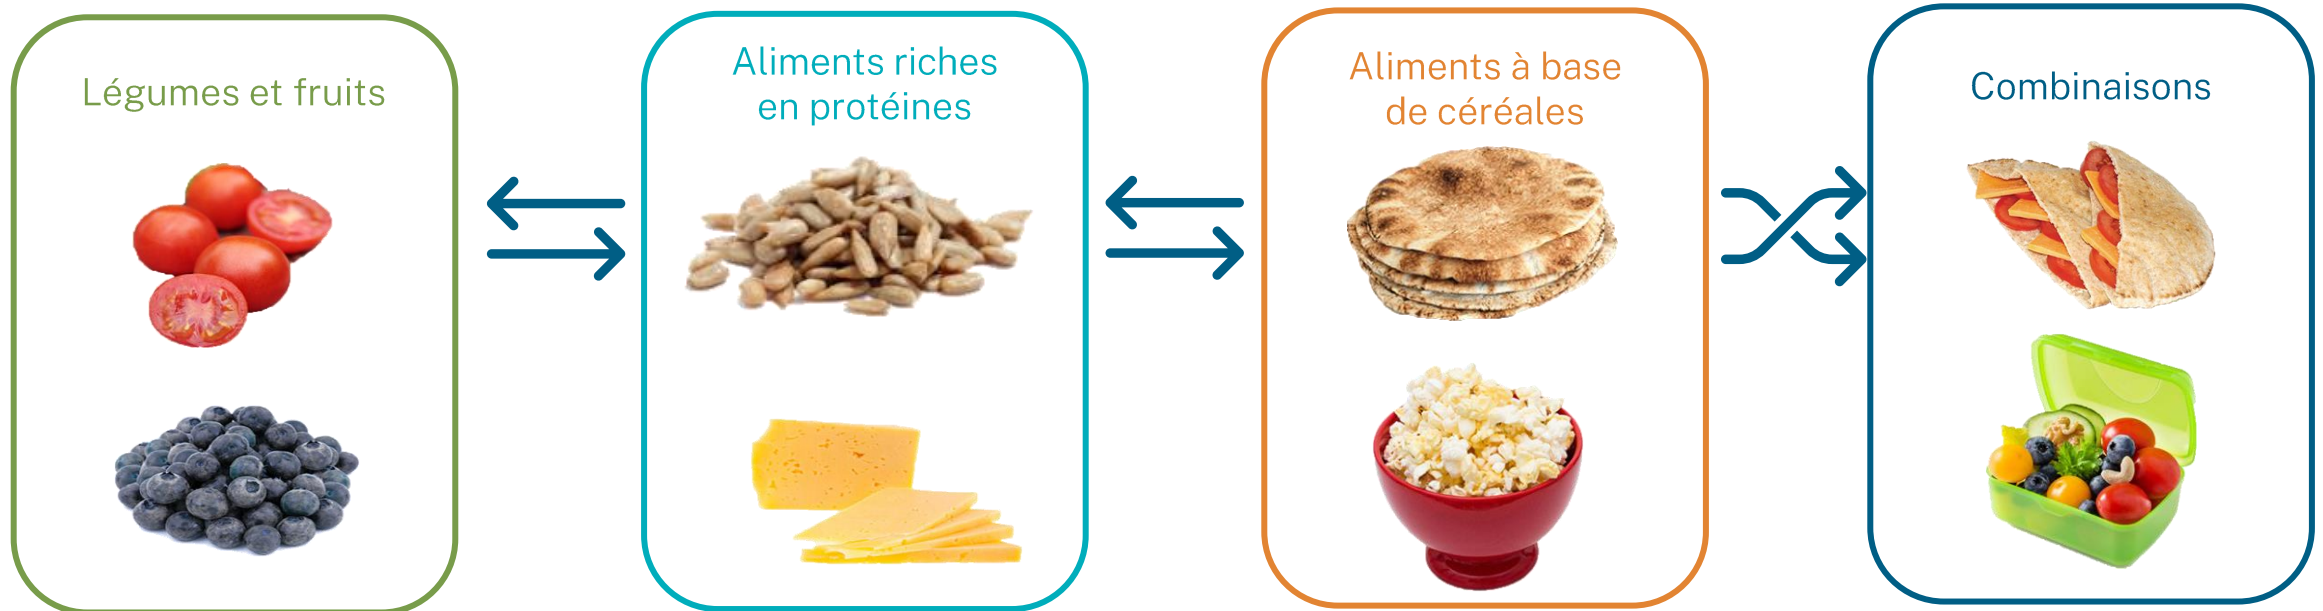 Légumes et fruits
Aliments riches
en protéines
Aliments à base
de céréales
Combinaisons